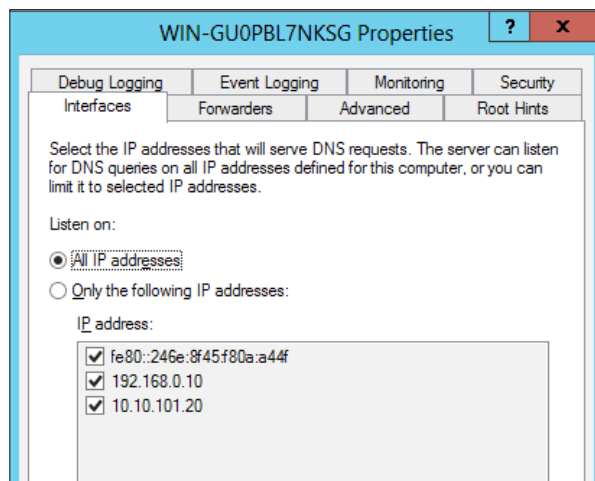 WIN-GU0PBL7NKSG Properties
? x
Debug Logging Event Logging Monitoring Security
Interfaces Forwarders Advanced Root Hints
Select the IP addresses that will serve DNS requests. The server can listen
for DNS queries on all IP addresses defined for this computer, or you can
limit it to selected IP addresses.
Listen on:
All IP addresses
Only the following IP addresses:
IP address:
fe80::246e:8f45:f80a:a44f
192.168.0.10
10.10.101.20